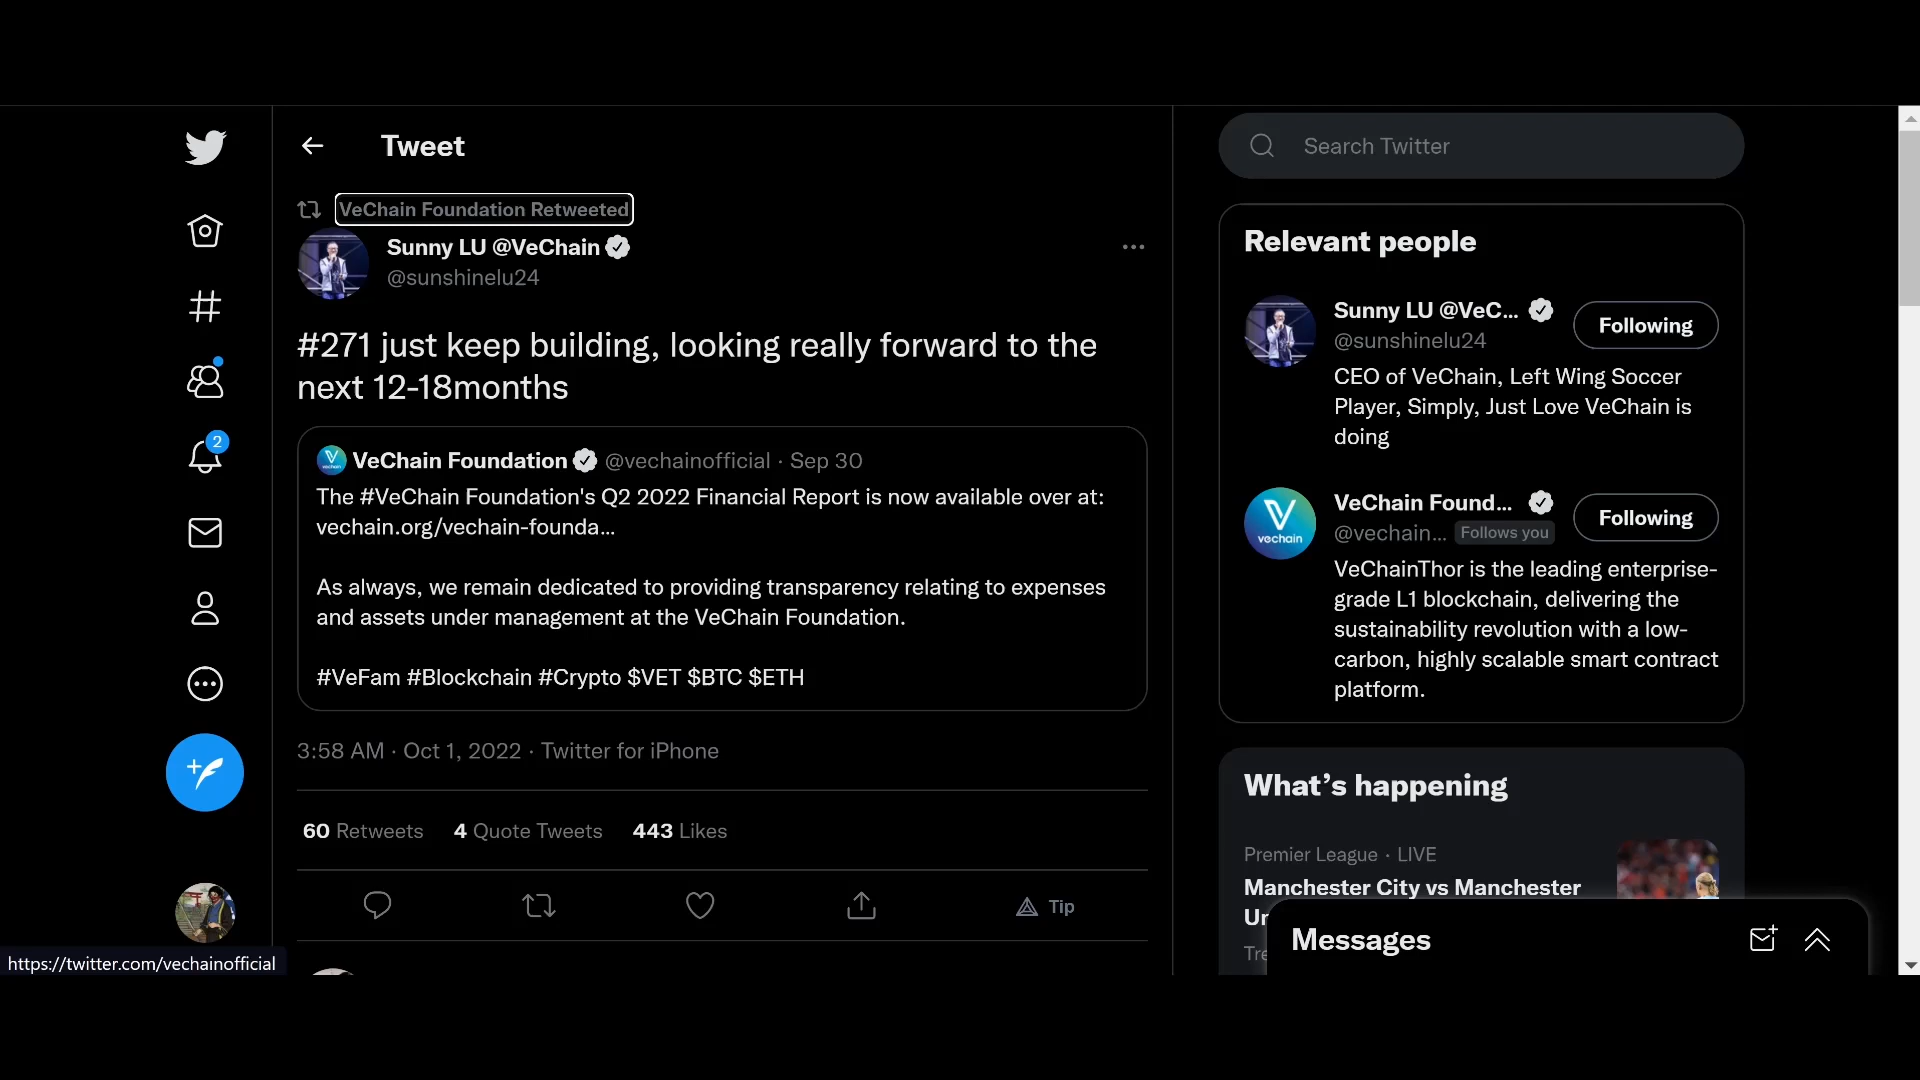 Tweet
VeChain Foundation Retweeted
Sunny LU @VeChain
@sunshinelu24
#271 just keep building, looking really forward to the
next 12-18months
VeChain Foundation @vechainofficial · Sep 30
The #VeChain Foundation's Q2 2022 Financial Report is now available over at:
vechain.org/vechain-founda...
As always, we remain dedicated to providing transparency relating to expenses
and assets under management at the VeChain Foundation.
#VeFam #Blockchain #Crypto $VET $BTC $ETH
3:58 AM · Oct 1, 2022 · Twitter for iPhone
60 Retweets 4 Quote Tweets 443 Likes
Tip
2
https://twitter.com/vechainofficial
Search Twitter
Relevant people
Sunny LU @VeC...
@sunshinelu24
Following
CEO of VeChain, Left Wing Soccer
Player, Simply, Just Love VeChain is
doing
vechain
VeChain Found...
@vechain... Follows you
Following
VeChainThor is the leading enterprise-
grade L1 blockchain, delivering the
sustainability revolution with a low-
carbon, highly scalable smart contract
platform.
What's happening
Premier League · LIVE
Manchester City vs Manchester
Messages